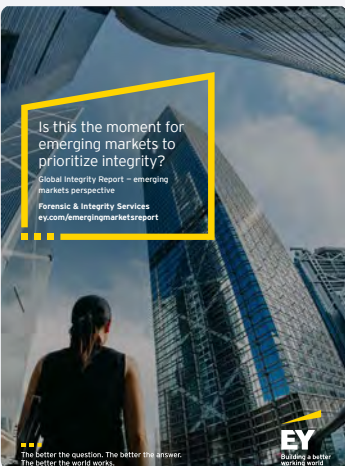 Is this the moment for
emerging markets to
prioritize integrity?
Global Integrity Report — emerging
markets perspective
Forensic & Integrity Services
ey.com/emergingmarketsreport
The better the question. The better the answer.
The better the world works.
EY
Building a better
working world